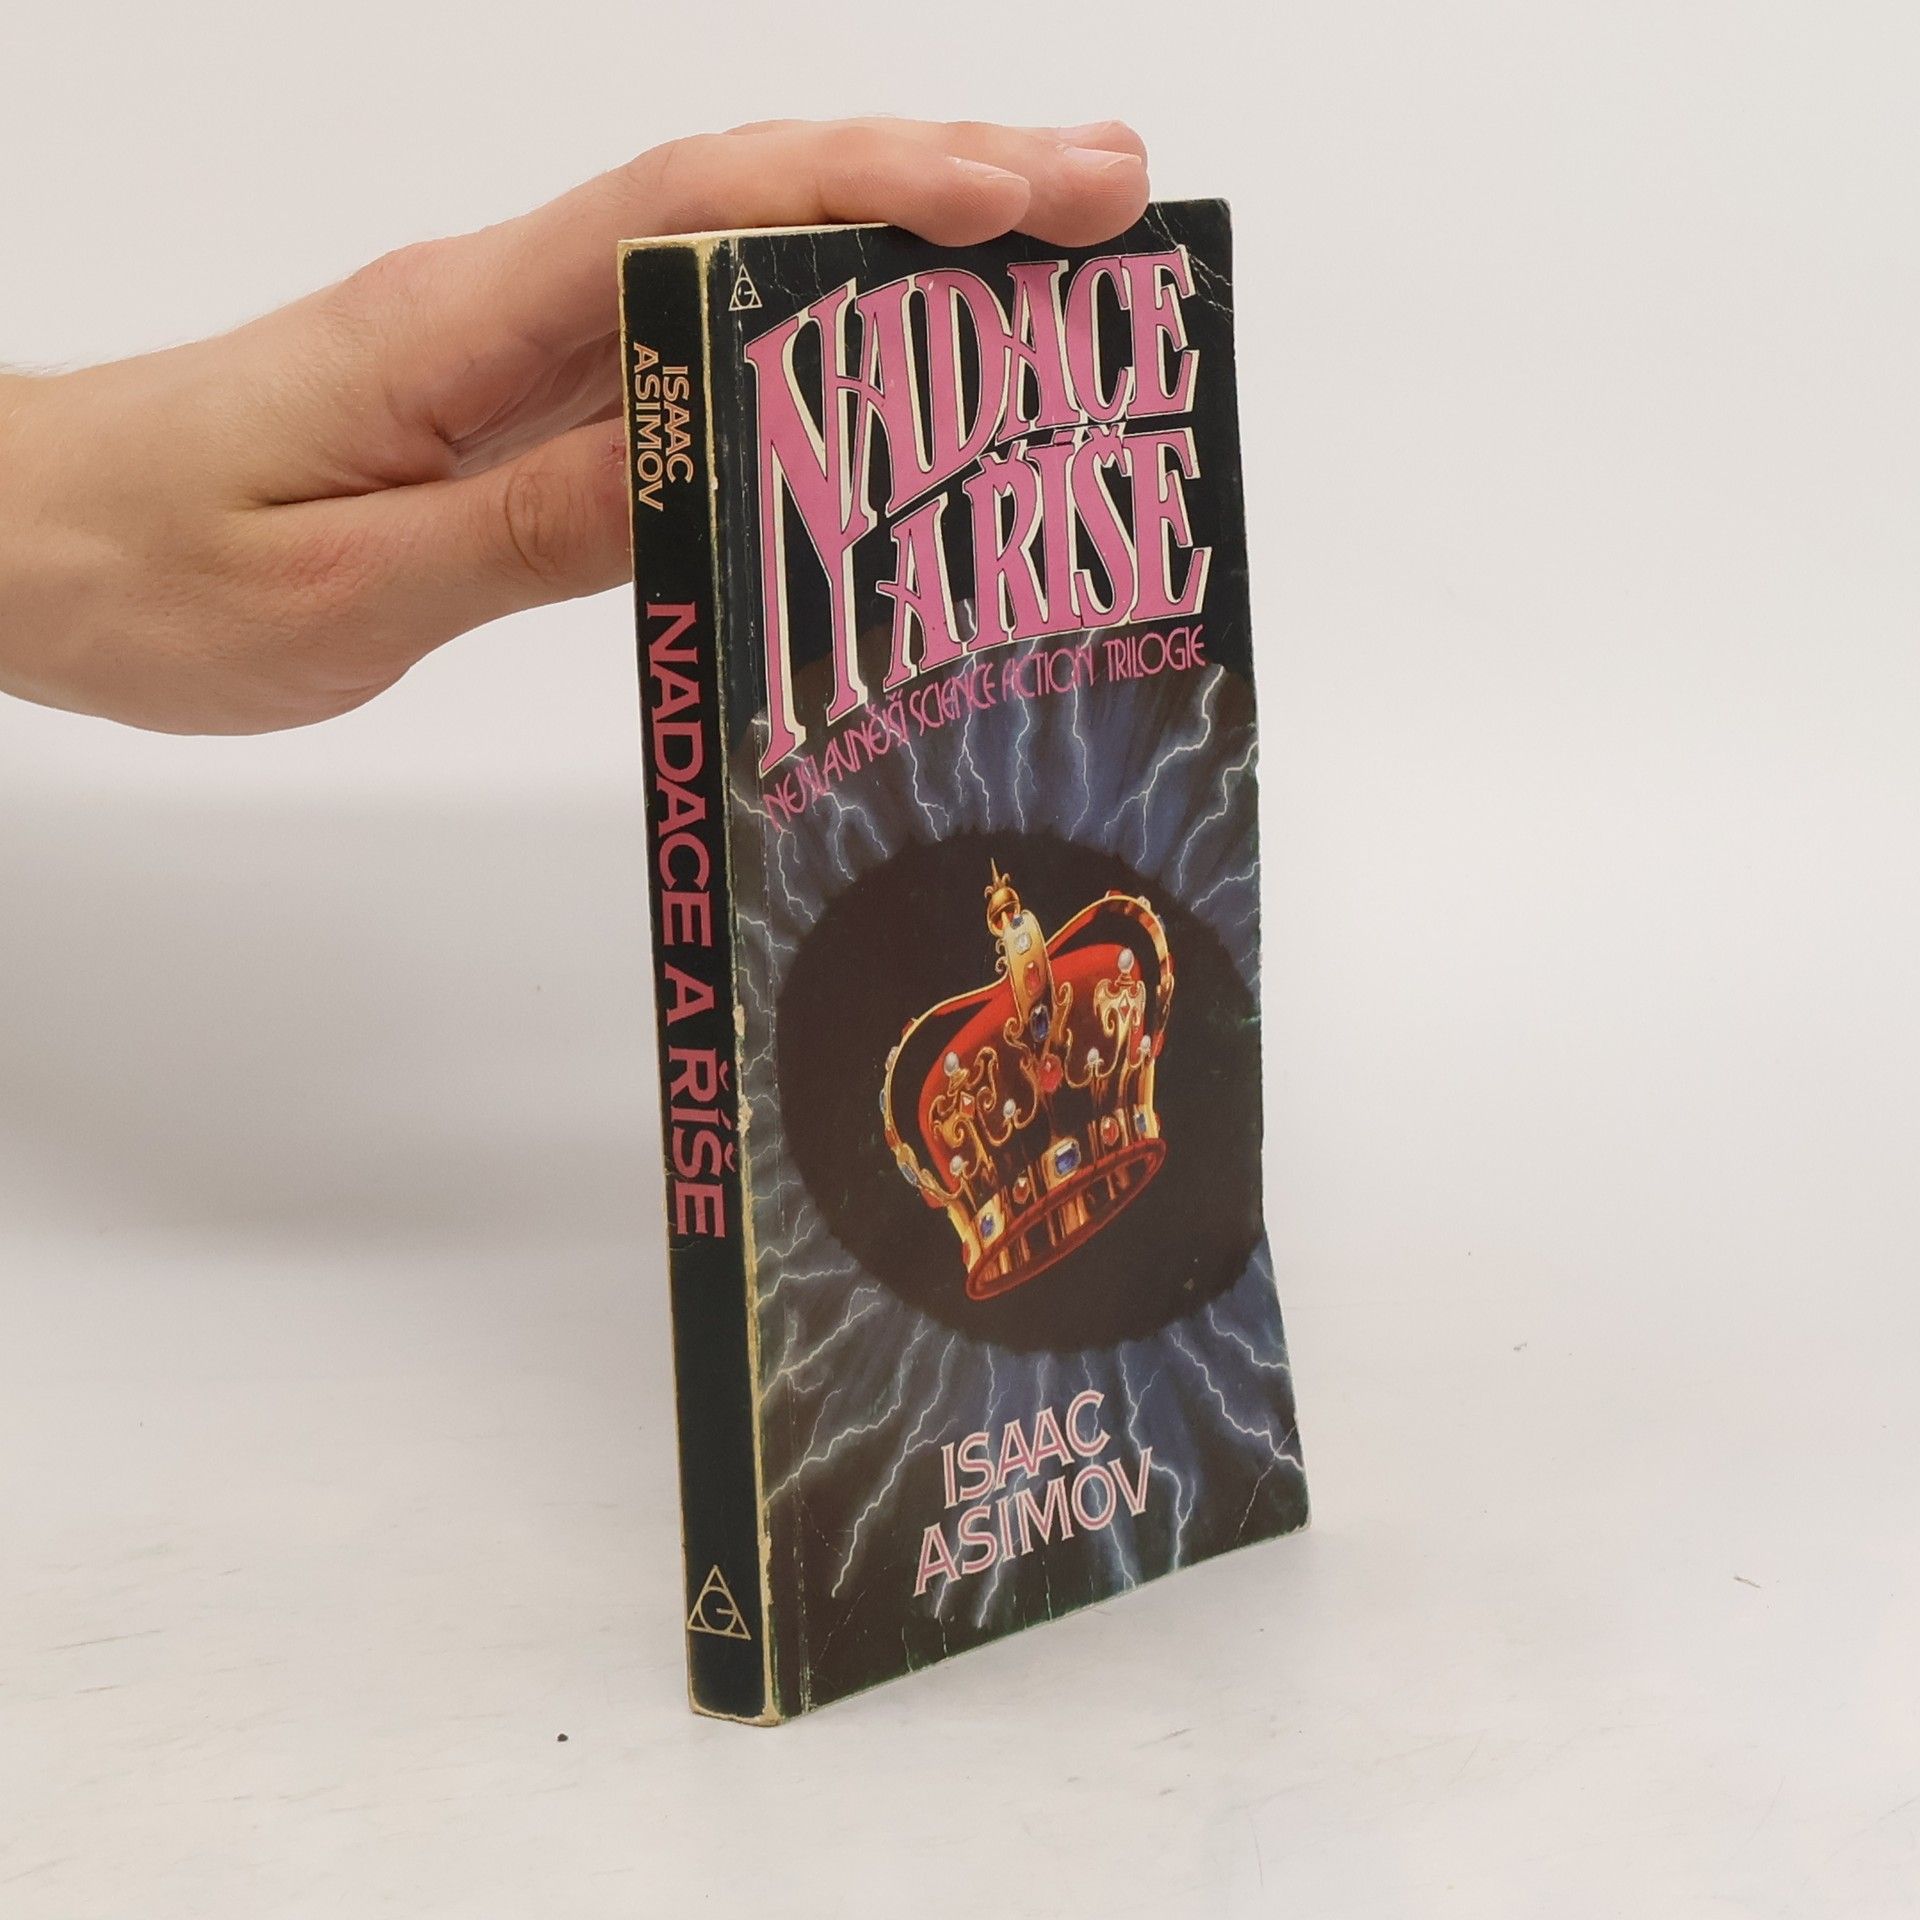 ISAAC
ASIMOV
NADACE A ŘÍŠE
G
G
NADACE
A ŘÍŠE
NEJSLAVNĚJŠÍ SCIENCE FICTION TRILOGIE
ISAAC
ASIMOV